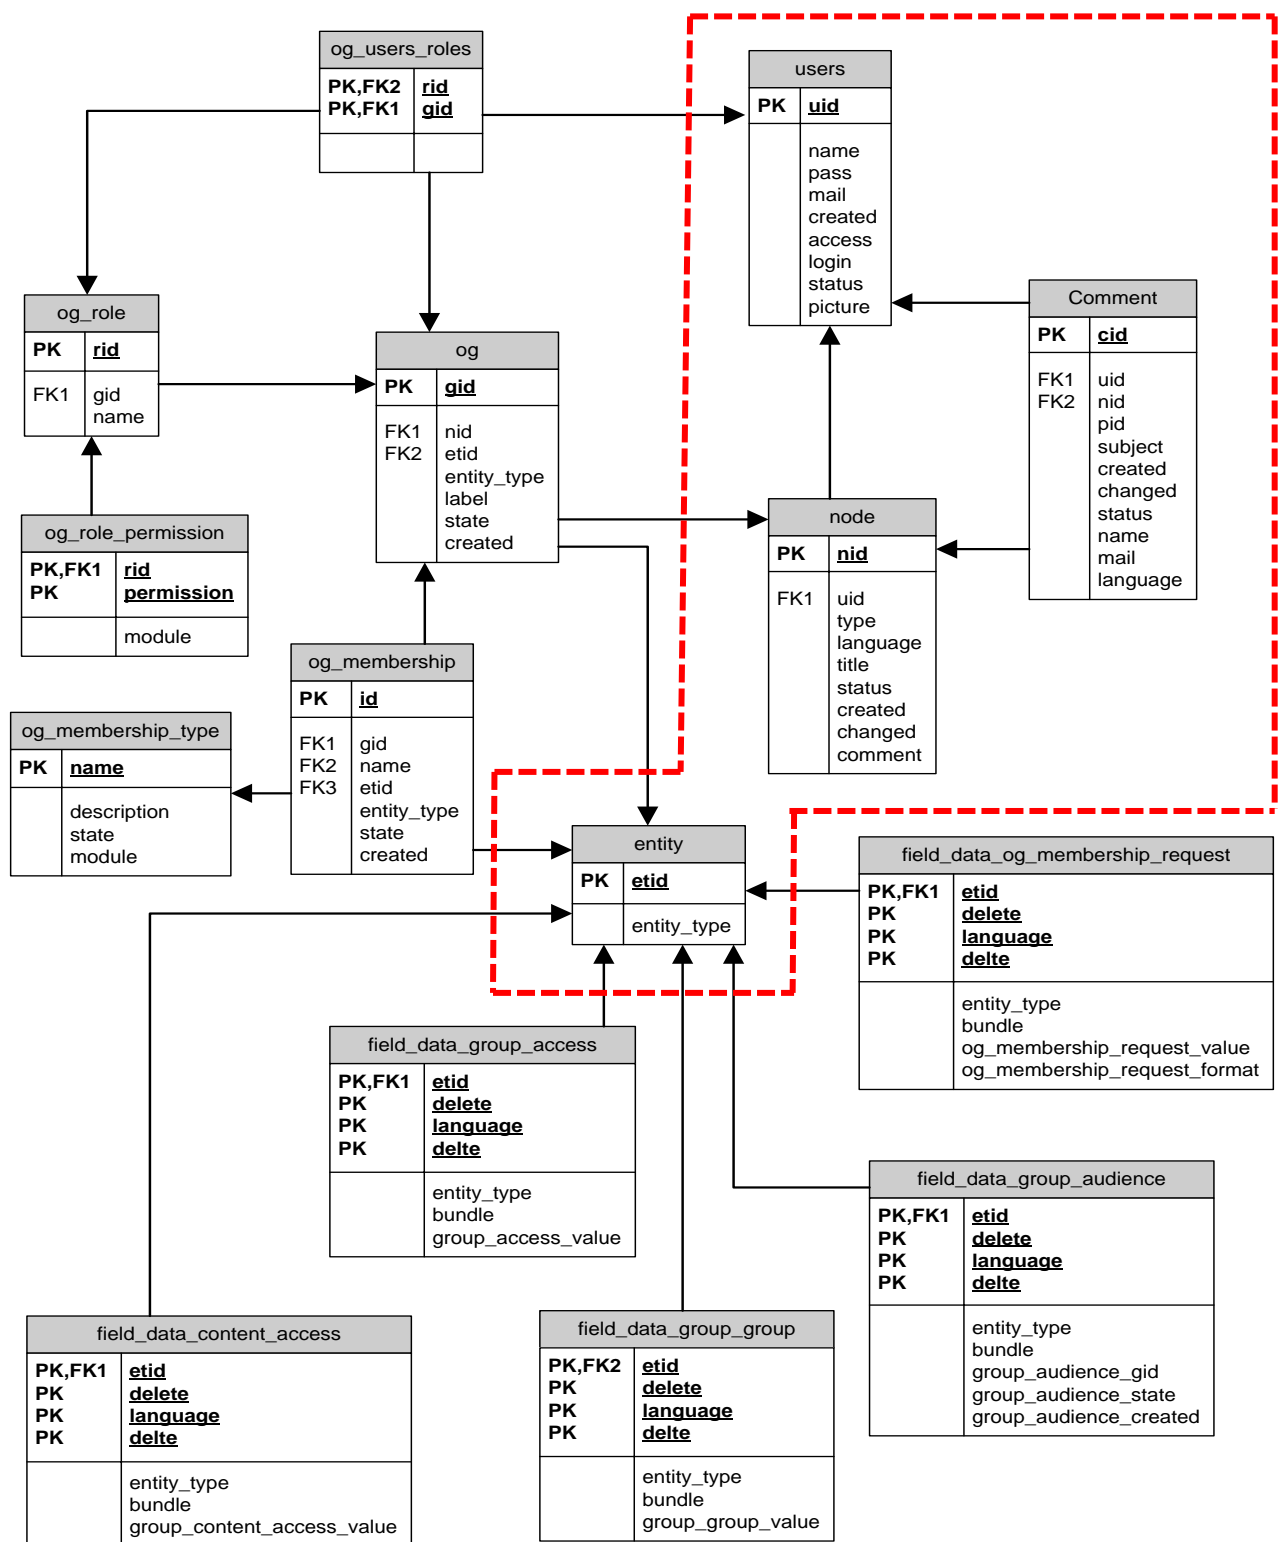 og_users_roles
PK,FK2 rid
PK,FK1 gid
users
PK uid
name
pass
mail
created
access
login
status
picture
Comment
PK cid
FK1 uid
FK2 nid
pid
subject
created
changed
status
name
mail
language
og_role
PK rid
FK1 gid
name
og
PK gid
FK1 nid
FK2 etid
entity_type
label
state
created
node
PK nid
FK1 uid
type
language
title
status
created
changed
comment
og_role_permission
PK,FK1 rid
PK permission
module
og_membership
PK id
FK1 gid
FK2 name
FK3 etid
entity_type
state
created
og_membership_type
PK name
description
state
module
entity
PK etid
entity_type
field_data_og_membership_request
PK,FK1 etid
PK delete
PK language
PK delte
entity_type
bundle
og_membership_request_value
og_membership_request_format
field_data_group_access
PK,FK1 etid
PK delete
PK language
PK delte
entity_type
bundle
group_access_value
field_data_group_audience
PK,FK1 etid
PK delete
PK language
PK delte
entity_type
bundle
group_audience_gid
group_audience_state
group_audience_created
field_data_content_access
PK,FK1 etid
PK delete
PK language
PK delte
entity_type
bundle
group_content_access_value
field_data_group_group
PK,FK2 etid
PK delete
PK language
PK delte
entity_type
bundle
group_group_value